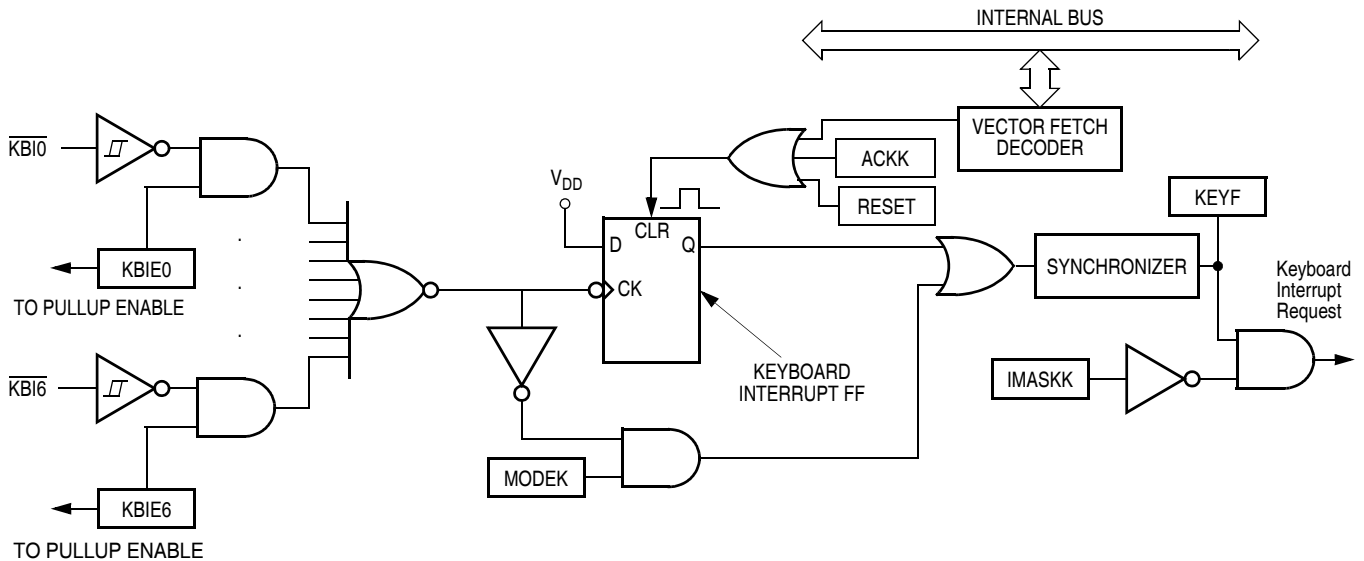 INTERNAL BUS
KBI0
VECTOR FETCH
DECODER
ACKK
VDD
RESET
KEYF
CLR
D
Q
KBIE0
SYNCHRONIZER
Keyboard
Interrupt
Request
CK
TO PULLUP ENABLE
KEYBOARD
INTERRUPT FF
KBI6
IMASKK
MODEK
KBIE6
TO PULLUP ENABLE